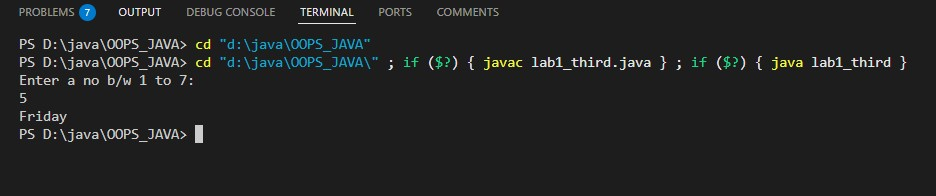 PROBLEMS 7 OUTPUT DEBUG CONSOLE TERMINAL PORTS COMMENTS
PS D:\java\OOPS_JAVA> cd "d:\java\OOPS_JAVA"
PS D:\java\OOPS_JAVA> cd "d:\java\OOPS_JAVA\" ; if ($?) { javac lab1_third.java } ; if ($?) { java lab1_third }
Enter a no b/w 1 to 7:
5
Friday
PS D:\java\OOPS_JAVA>